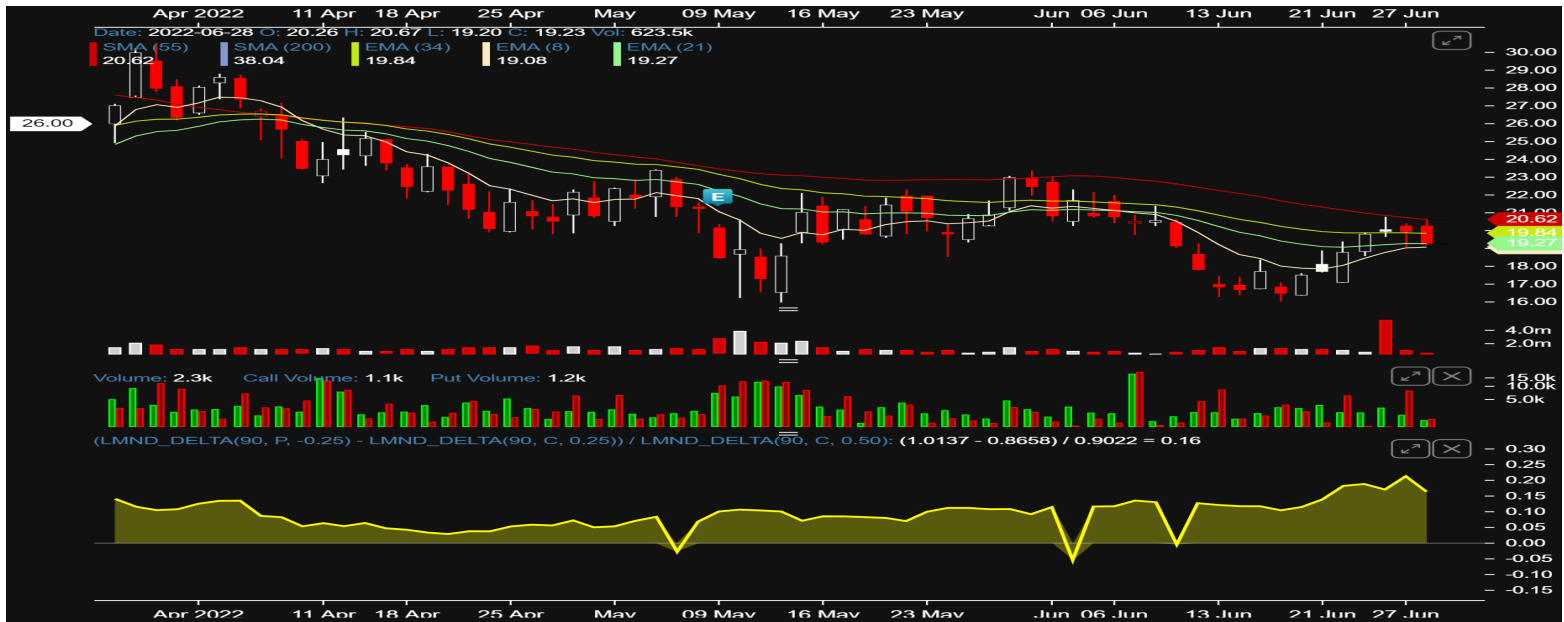 Apr 2022 11 Apr 18 Apr 25 Apr May 09 May 16 May 23 May Jun 06 Jun 13 Jun 21 Jun 27 Jun
Date: 2022-06-28 O: 20.26 H: 20.67 L: 19.20 C: 19.23 Vol: 623.5k
SMA (55) SMA (200) EMA (34) EMA (8) EMA (21)
20.62 38.04 19.84 19.08 19.27
30.00
29.00
28.00
27.00
26.00
26.00
25.00
24.00
23.00
22.00
E
21.00
20.62
19.84
19.27
18.00
17.00
16.00
4.0m
2.0m
Volume: 2.3k Call Volume: 1.1k Put Volume: 1.2k
15.0k
10.0k
5.0k
(LMND_DELTA(90, P, -0.25) - LMND_DELTA(90, C, 0.25)) / LMND_DELTA(90, C, 0.50): (1.0137 - 0.8658) / 0.9022 = 0.16
0.30
0.25
0.20
0.15
0.10
0.05
0.00
-0.05
-0.10
-0.15
Apr 2022 11 Apr 18 Apr 25 Apr May 09 May 16 May 23 May Jun 06 Jun 13 Jun 21 Jun 27 Jun